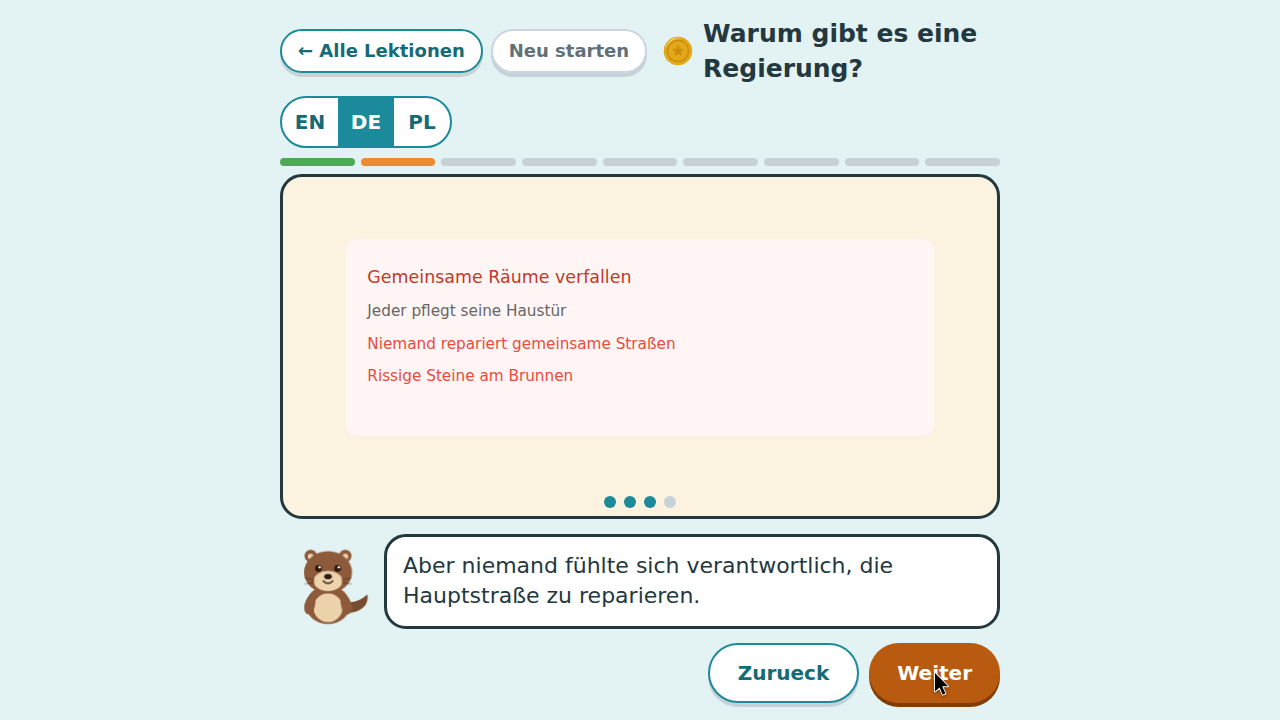 ← Alle Lektionen
Neu starten
Warum gibt es eine
Regierung?
EN DE PL
Gemeinsame Räume verfallen
Jeder pflegt seine Haustür
Niemand repariert gemeinsame Straßen
Rissige Steine am Brunnen
Aber niemand fühlte sich verantwortlich, die
Hauptstraße zu reparieren.
Zurueck
Weiter